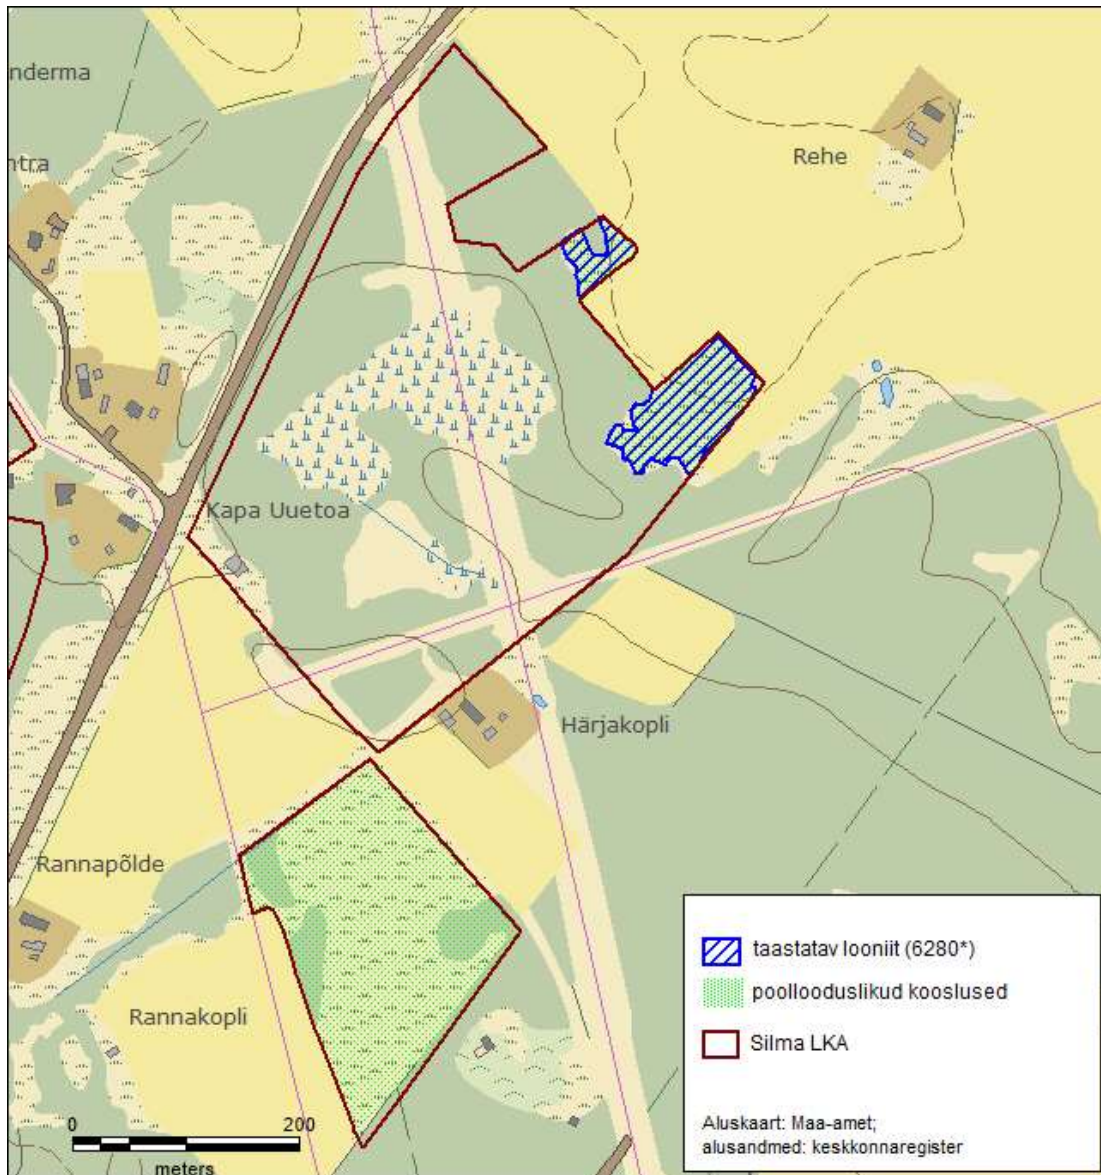 nderma
ntra
Rehe
Kapa Uuetoa
Härjakopli
Rannapõlde
Rannakopli
0 200
meters
taastatav looniit (6280*)
poollooduslikud kooslused
Silma LKA
Aluskaart: Maa-amet;
alusandmed: keskkonnaregister